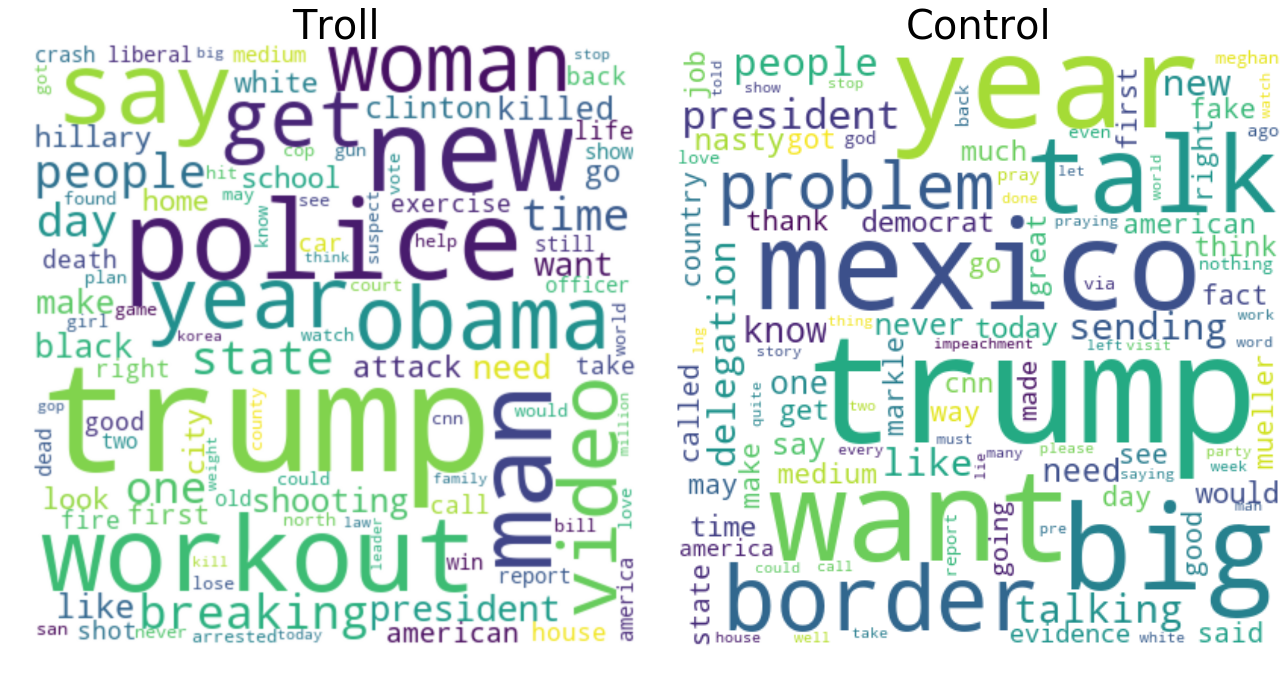 Troll
crash liberal big medium woman stop
got say white back
get clinton killed
hillary new life
cop gun show
people hit school vote go
found home may see exercise
day know suspect time
police car help still
death think want
plan court officer
make game year obama
girl world
black korea watch
right state attack need take
gop trump cnn would
good county man video
two city million
dead weight
look one could family
old shooting call
fire first north law bill love
workout leader
kill win
lose report
like breaking president
america
san shot never arrested today american house
Control
job told people year new meghan
show stop back first watch
president fake
nasty got god even ago
love much talk right
problem pray let world
country done
thank democrat praying american
mexico think
delegation go great nothing
via fact
know thing never today sending work
lng story impeachment left visit word
called quite one trump markle cnn made mueller
get two way
say every must many lie please see party
make medium like need saying week
may want day would
time report going pre big good man
america could call
state border talking
house well take evidence white said